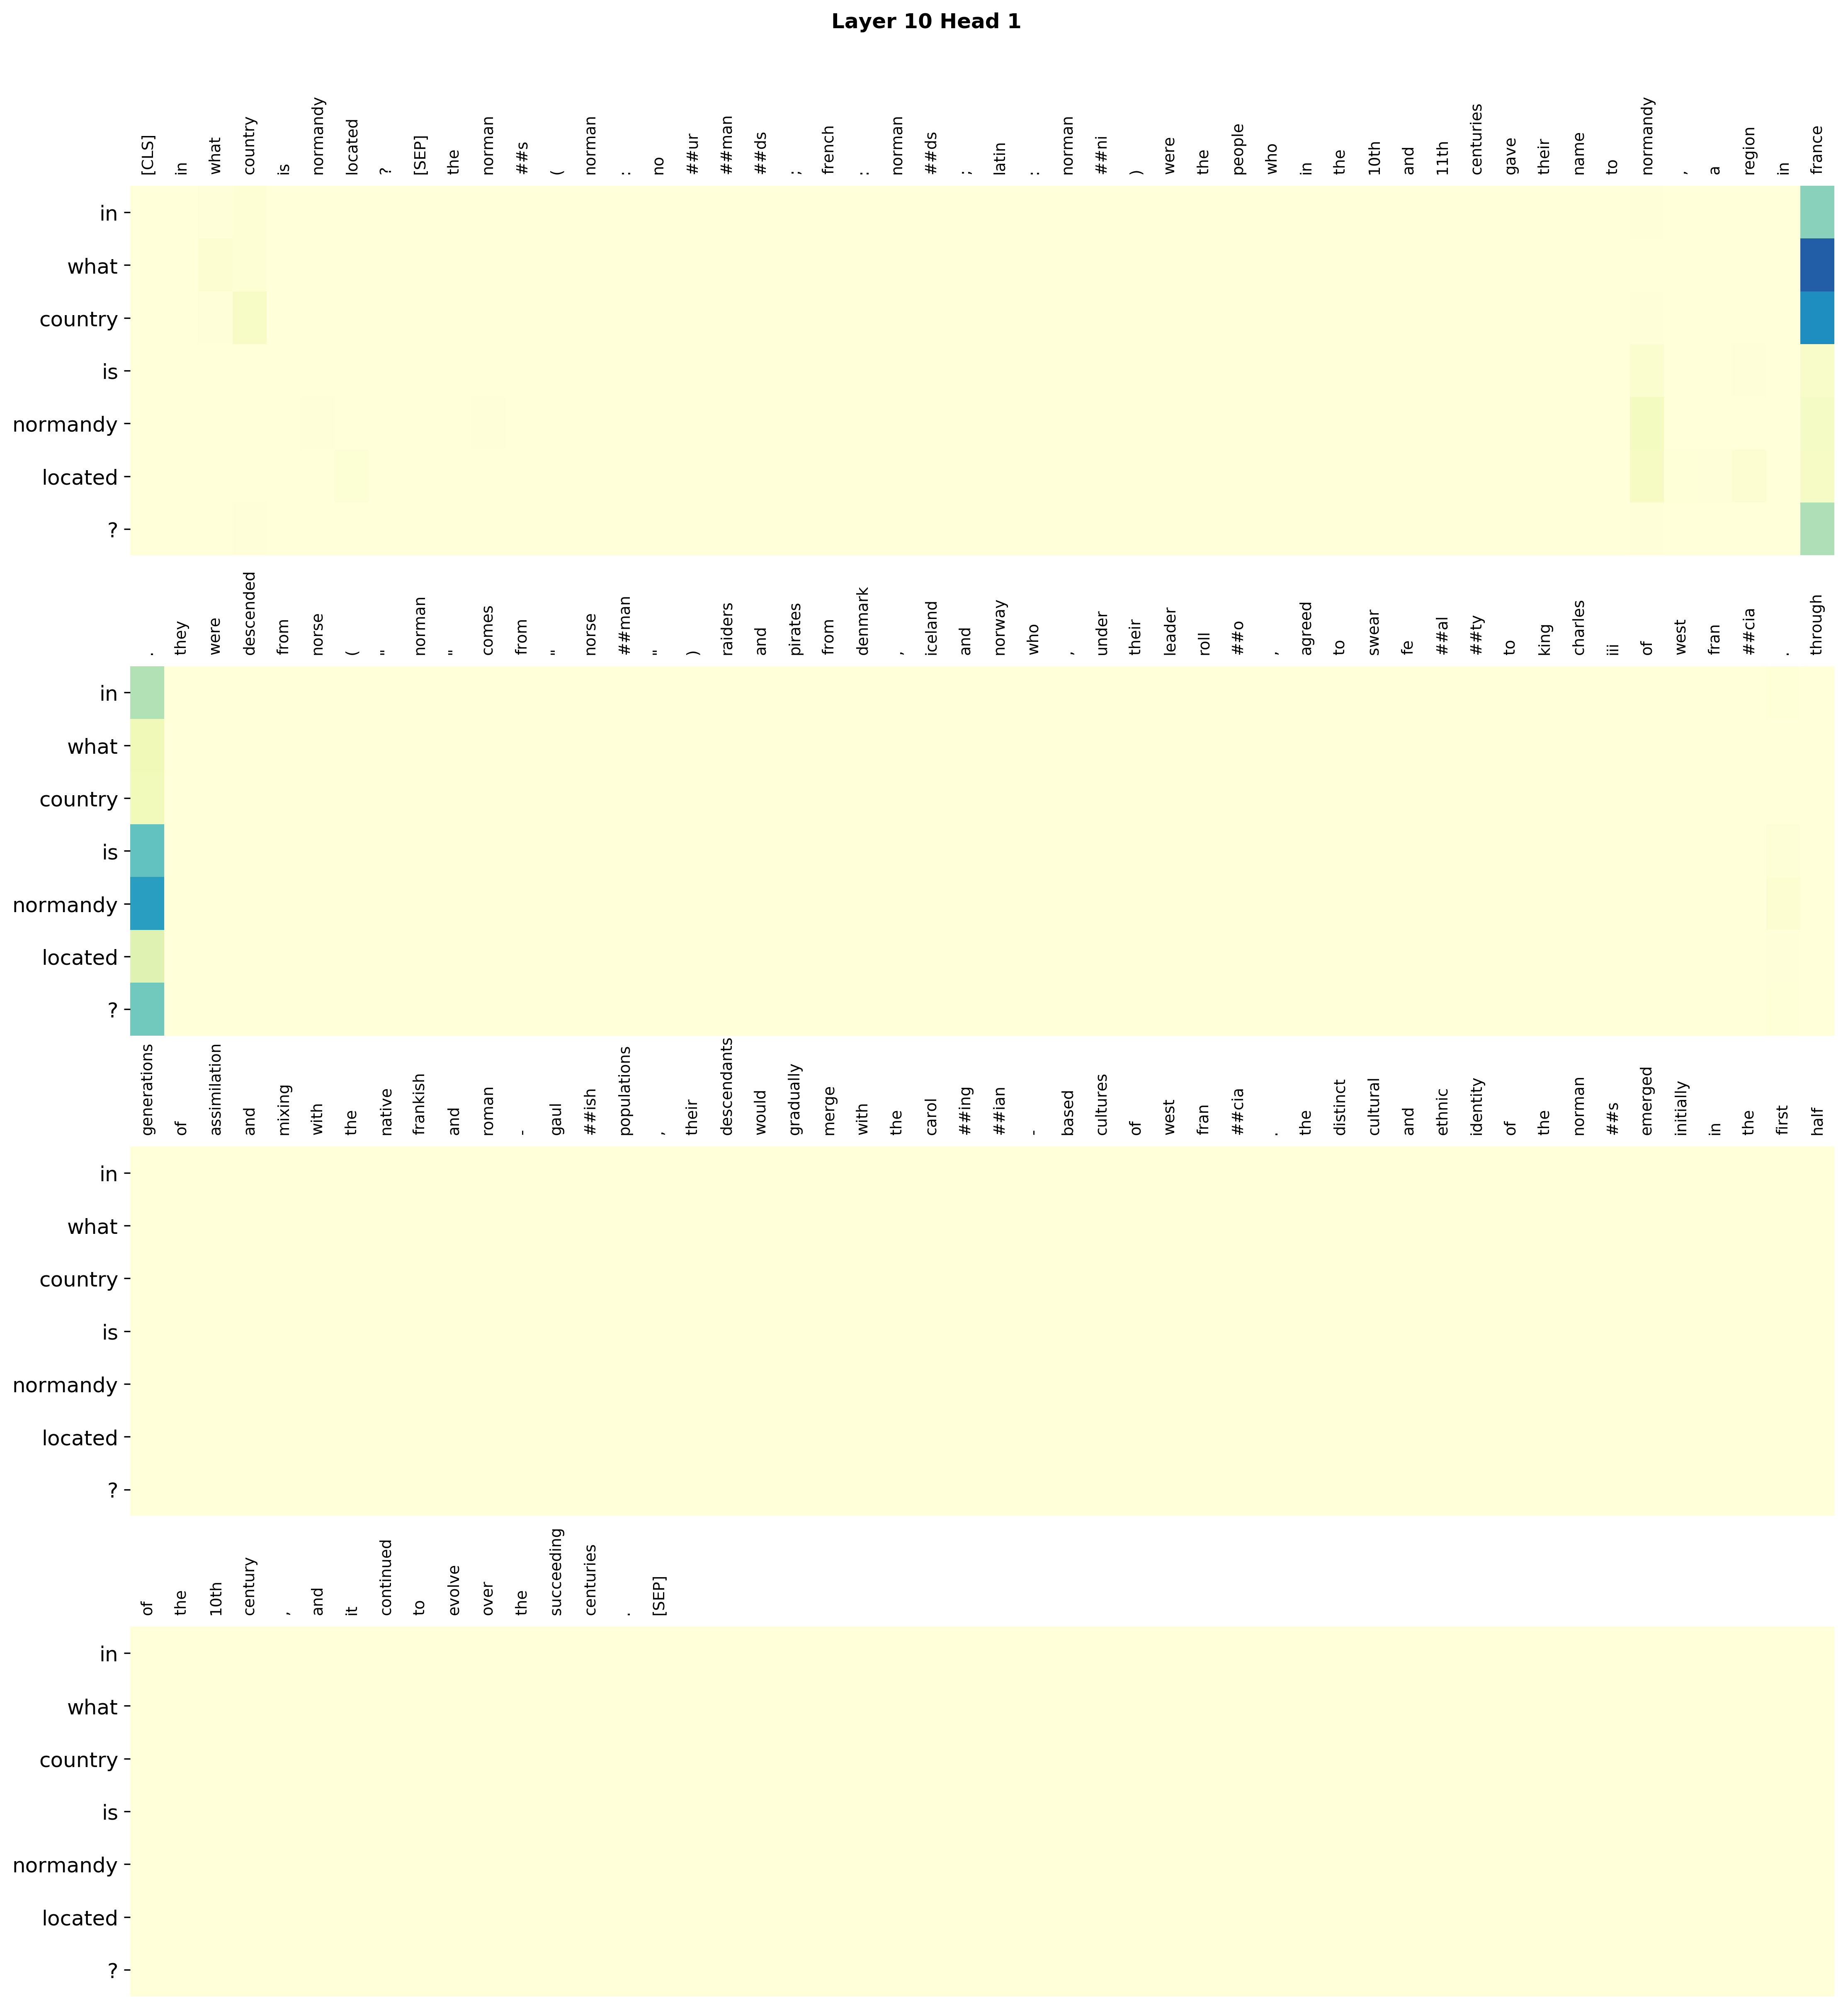 Layer 10 Head 1
[CLS] in what country is normandy located ? [SEP] the norman ##s ( norman : no ##ur ##man ##ds ; french : norman ##ds ; latin : norman ##ni ) were the people who in the 10th and 11th centuries gave their name to normandy , a region in france
in
what
country
is
normandy
located
?
. they were descended from norse ( " norman " comes from " norse ##man " ) raiders and pirates from denmark , iceland and norway who , under their leader roll ##o , agreed to swear fe ##al ##ty to king charles iii of west fran ##cia . through
in
what
country
is
normandy
located
?
generations of assimilation and mixing with the native frankish and roman - gaul ##ish populations , their descendants would gradually merge with the carol ##ing ##ian - based cultures of west fran ##cia . the distinct cultural and ethnic identity of the norman ##s emerged initially in the first half
in
what
country
is
normandy
located
?
of the 10th century , and it continued to evolve over the succeeding centuries . [SEP]
in
what
country
is
normandy
located
?